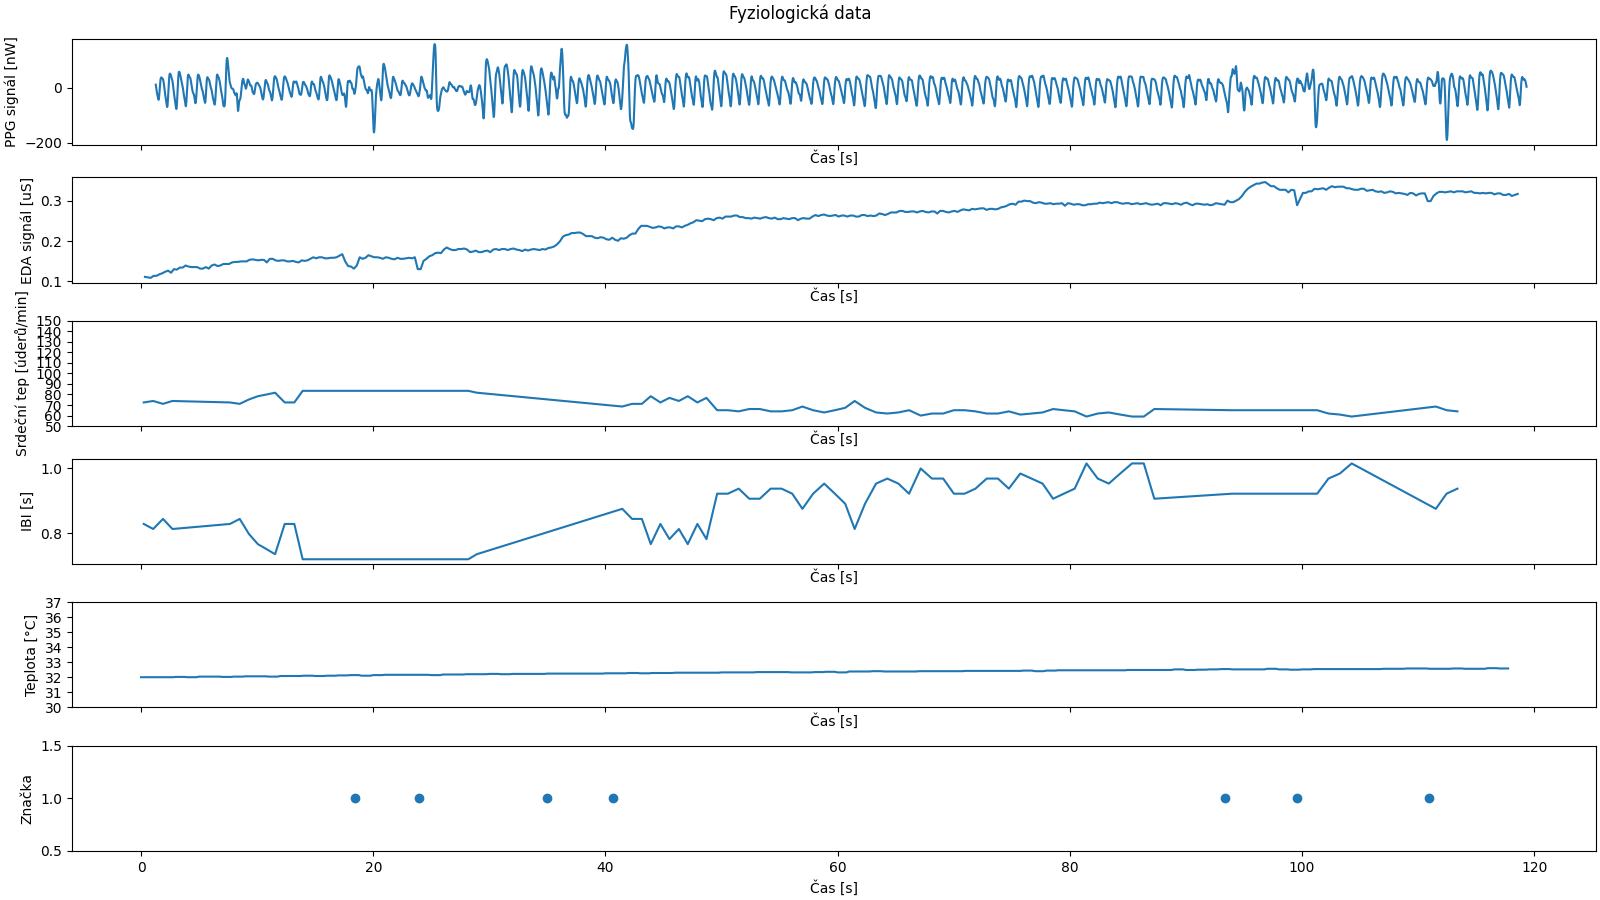 Fyziologická data
PPG signál [nW]
0
−200
Čas [s]
EDA signál [uS]
0.3
0.2
0.1
Čas [s]
Srdeční tep [úderů/min]
150
140
130
120
110
100
90
80
70
60
50
Čas [s]
IBI [s]
1.0
0.8
Čas [s]
Teplota [°C]
37
36
35
34
33
32
31
30
Čas [s]
Značka
1.5
1.0
0.5
0 20 40 60 80 100 120
Čas [s]